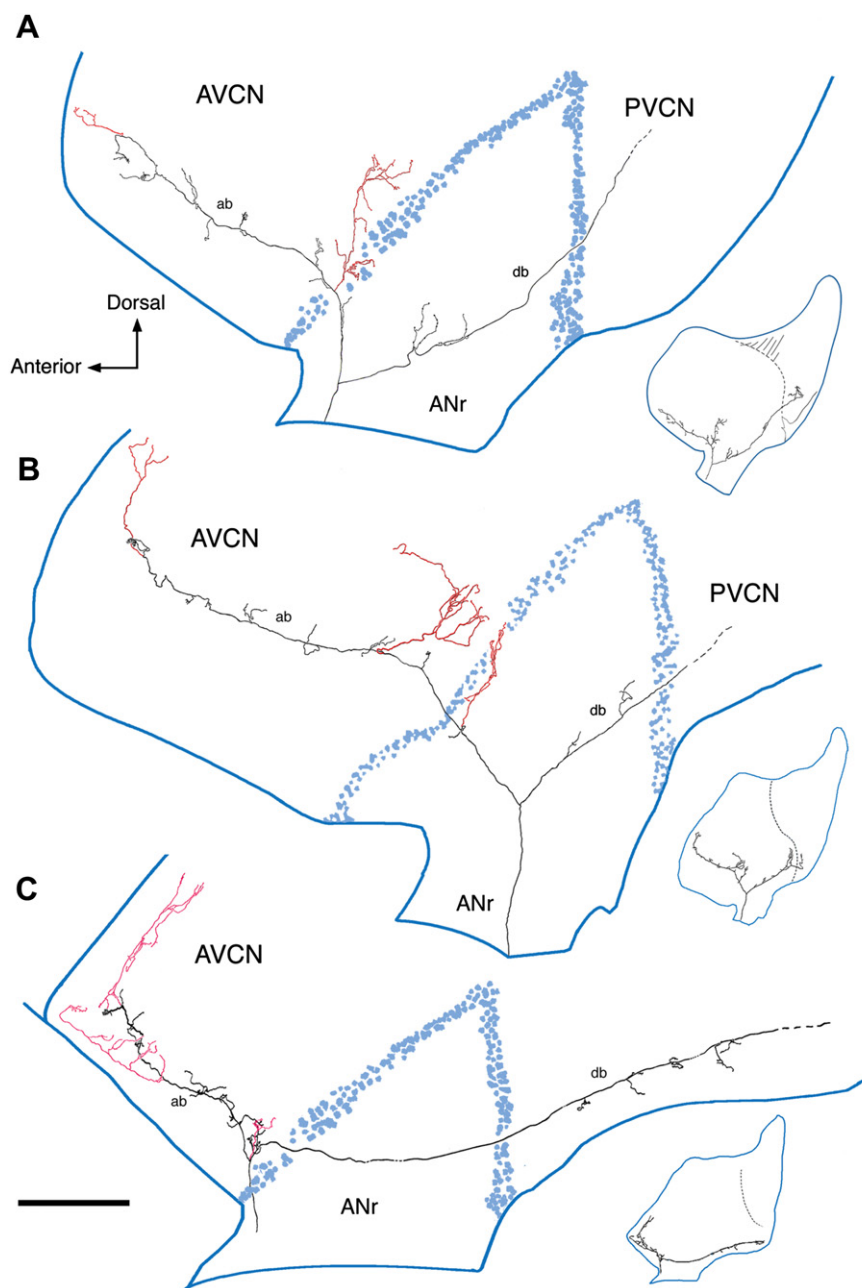 A
AVCN
PVCN
ab
db
Dorsal
Anterior
ANr
B
AVCN
PVCN
ab
db
ANr
C
AVCN
db
ab
ANr